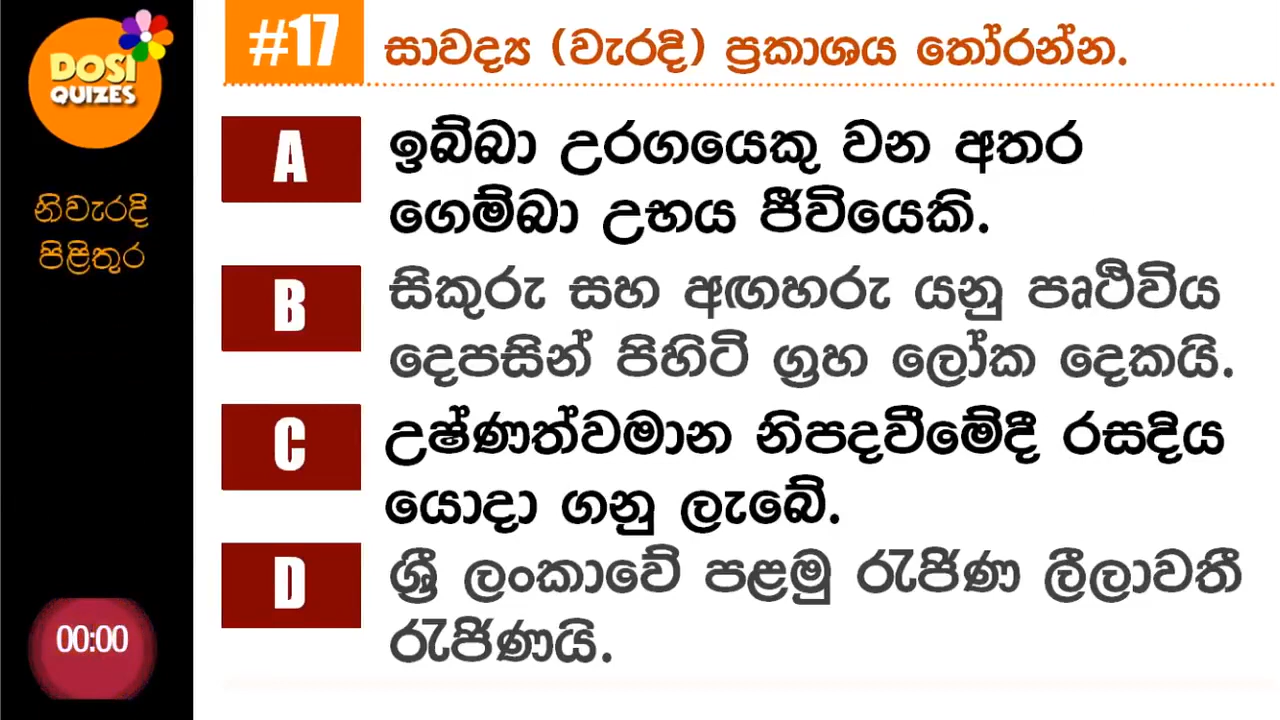 DOSI
QUIZES
නිවැරදි
පිළිතුර
00:00
#17 සාවද්‍ය (වැරදි) ප්‍රකාශය තෝරන්න.
A ඉබ්බා උරගයෙකු වන අතර
ගෙම්බා උභය ජීවියෙකි.
B සිකුරු සහ අඟහරු යනු පෘථිවිය
දෙපසින් පිහිටි ග්‍රහ ලෝක දෙකයි.
C උෂ්ණත්වමාන නිපදවීමේදී රසදිය
යොදා ගනු ලැබේ.
D ශ්‍රී ලංකාවේ පළමු රැජිණ ලීලාවතී
රැජිණයි.